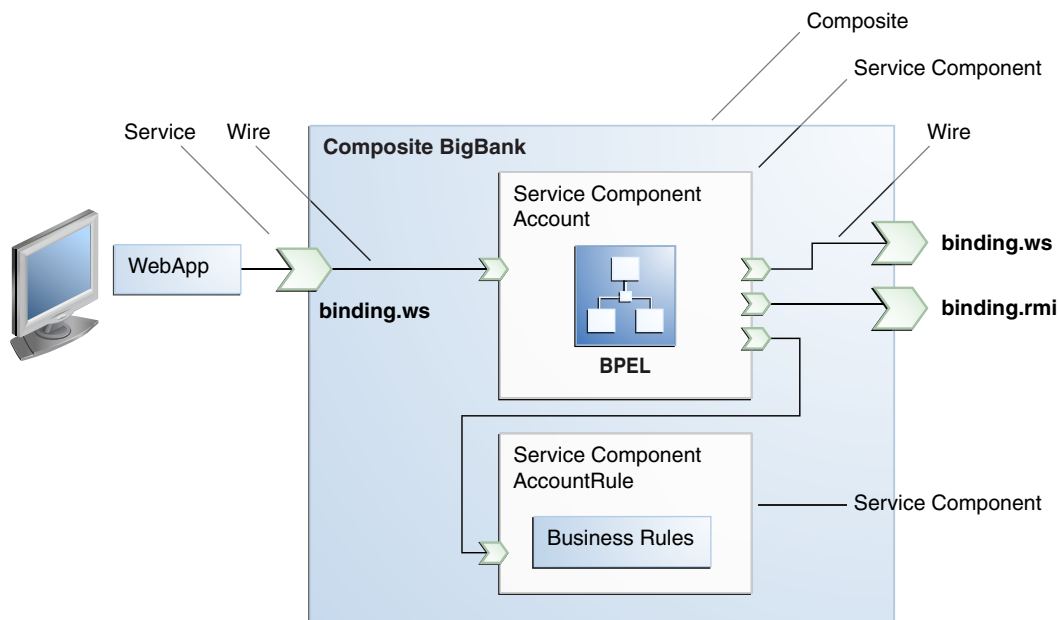 Composite
Service Component
Service
Wire
Wire
Composite BigBank
Service Component
Account
WebApp
binding.ws
binding.ws
binding.rmi
BPEL
Service Component
AccountRule
Service Component
Business Rules